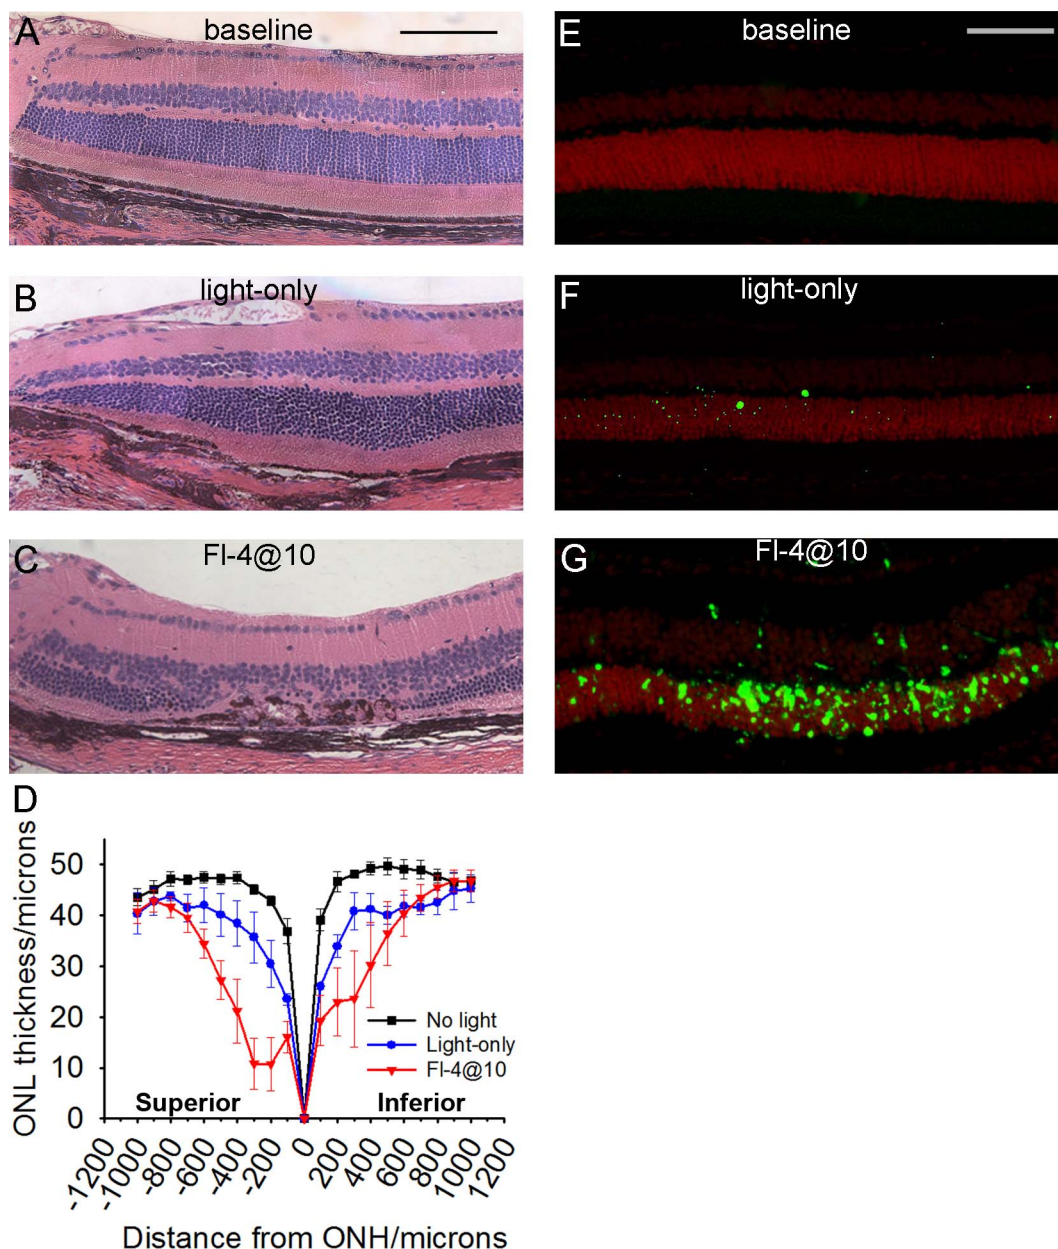 A
baseline
E
baseline
B
light-only
F
light-only
C
Fl-4@10
G
Fl-4@10
D
ONL thickness/microns
50
40
30
20
10
0
No light
Light-only
Fl-4@10
Superior
Inferior
-1200
-1000
-800
-600
-400
-200
0
200
400
600
800
1000
1200
Distance from ONH/microns